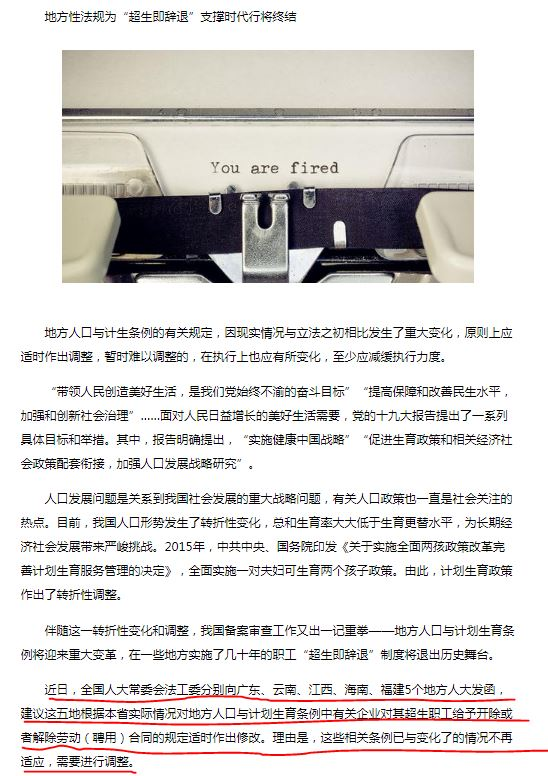 地方性法规为“超生即辞退”支撑时代行将终结
You are fired
地方人口与计生条例的有关规定，因现实情况与立法之初相比发生了重大变化，原则上应
适时作出调整，暂时难以调整的，在执行上也应有所变化，至少应减缓执行力度。
“带领人民创造美好生活，是我们党始终不渝的奋斗目标”“提高保障和改善民生水平，
加强和创新社会治理”……面对人民日益增长的美好生活需要，党的十九大报告提出了一系列
具体目标和举措。其中，报告明确提出，“实施健康中国战略”“促进生育政策和相关经济社
会政策配套衔接，加强人口发展战略研究”。
人口发展问题是关系到我国社会发展的重大战略问题，有关人口政策也一直是社会关注的
热点。目前，我国人口形势发生了转折性变化，总和生育率大大低于生育更替水平，为长期经
济社会发展带来严峻挑战。2015年，中共中央、国务院印发《关于实施全面两孩政策改革完
善计划生育服务管理的决定》，全面实施一对夫妇可生育两个孩子政策。由此，计划生育政策
作出了转折性调整。
伴随这一转折性变化和调整，我国备案审查工作又出一记重拳——地方人口与计划生育条
例将迎来重大变革，在一些地方实施了几十年的职工“超生即辞退”制度将退出历史舞台。
近日，全国人大常委会法工委分别向广东、云南、江西、海南、福建5个地方人大发函，
建议这五地根据本省实际情况对地方人口与计划生育条例中有关企业对其超生职工给予开除或
者解除劳动（聘用）合同的规定适时作出修改。理由是，这些相关条例已与变化了的情况不再
适应，需要进行调整。